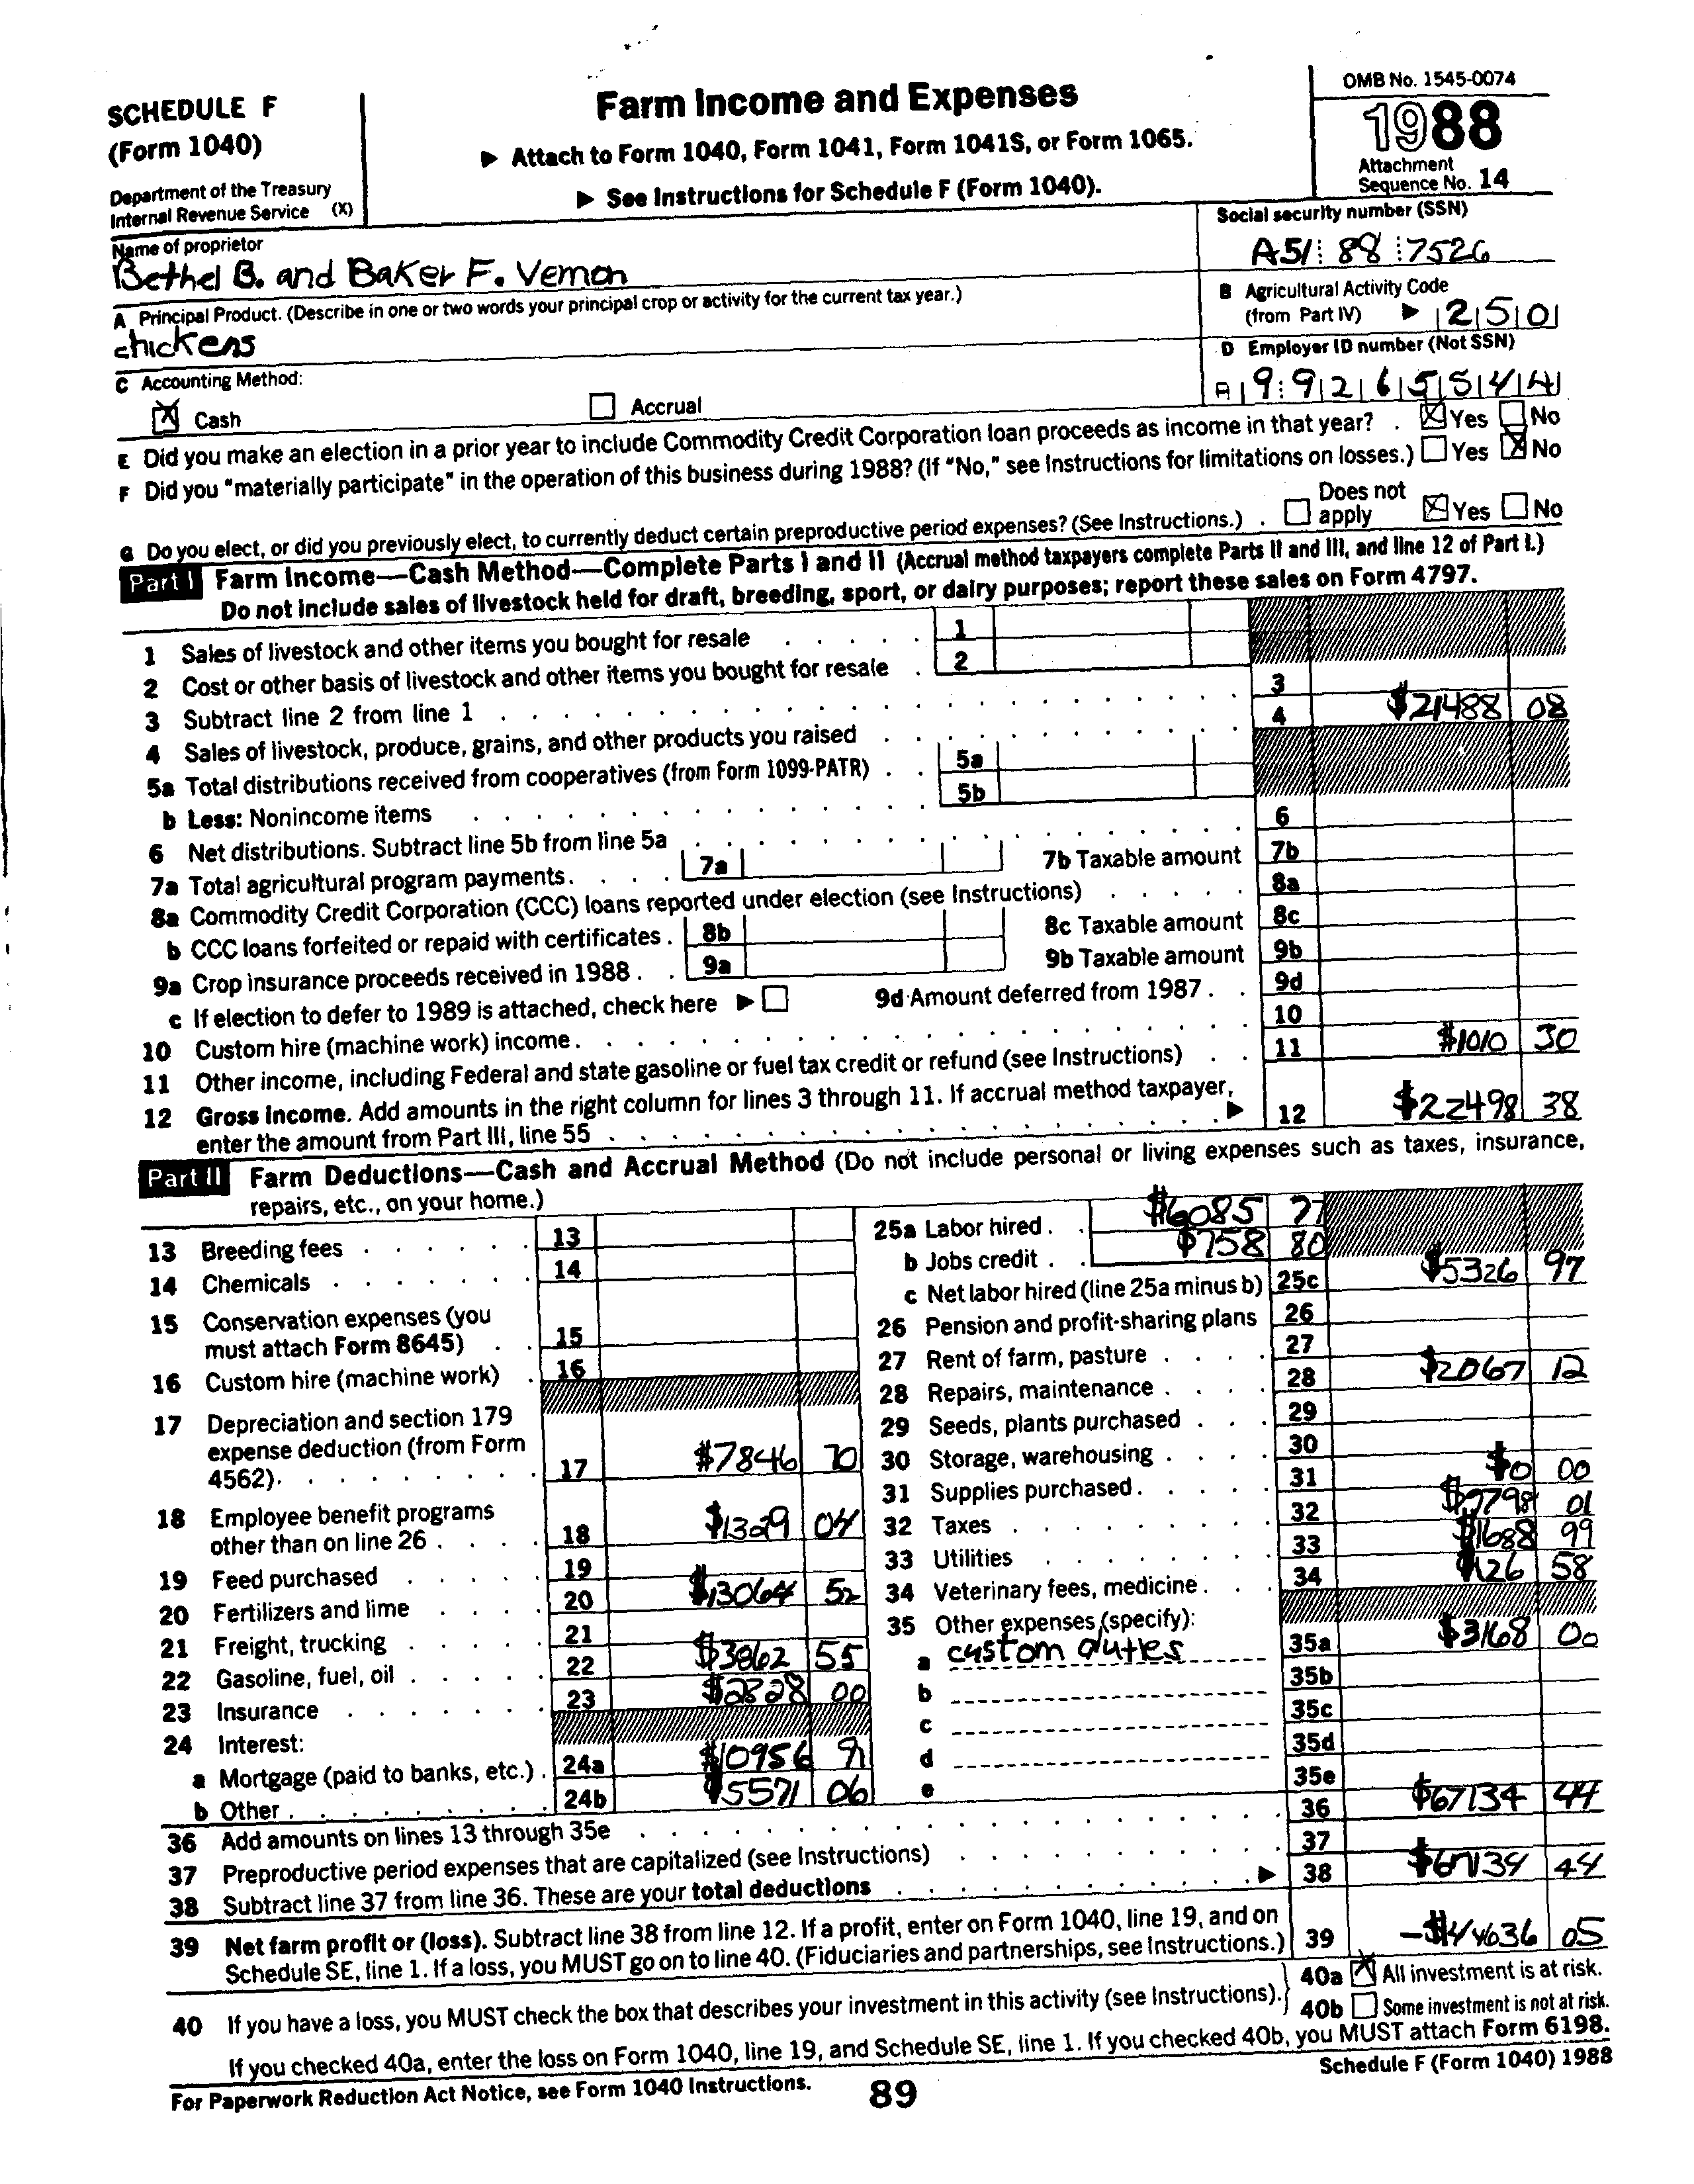 SCHEDULE F
(Form 1040)
Department of the Treasury
Internal Revenue Service (X)
Farm Income and Expenses
▶ Attach to Form 1040, Form 1041, Form 1041S, or Form 1065.
▶ See Instructions for Schedule F (Form 1040).
OMB No. 1545-0074
1988
Attachment
Sequence No. 14
Name of proprietor
Bethel B. and Baker F. Vernon
Social security number (SSN)
A51 88 7526
A Principal Product. (Describe in one or two words your principal crop or activity for the current tax year.)
chickens
B Agricultural Activity Code
(from Part IV) ▶ 2 5 0
D Employer ID number (Not SSN)
A 9 9 2 6 5 5 4 4
C Accounting Method:
Cash Accrual
E Did you make an election in a prior year to include Commodity Credit Corporation loan proceeds as income in that year? . Yes No
F Did you "materially participate" in the operation of this business during 1988? (If "No," see Instructions for limitations on losses.) Yes No
G Do you elect, or did you previously elect, to currently deduct certain preproductive period expenses? (See Instructions.) . Does not apply Yes No
Part I Farm Income—Cash Method—Complete Parts I and II (Accrual method taxpayers complete Parts II and III, and line 12 of Part I.)
Do not include sales of livestock held for draft, breeding, sport, or dairy purposes; report these sales on Form 4797.
1 Sales of livestock and other items you bought for resale 1
2 Cost or other basis of livestock and other items you bought for resale 2
3 Subtract line 2 from line 1 3
4 Sales of livestock, produce, grains, and other products you raised 4 $21488 08
5a Total distributions received from cooperatives (from Form 1099-PATR) 5a
b Less: Nonincome items 5b
6 Net distributions. Subtract line 5b from line 5a 6
7a Total agricultural program payments. 7a 7b Taxable amount 7b
8a Commodity Credit Corporation (CCC) loans reported under election (see Instructions) 8a
b CCC loans forfeited or repaid with certificates . 8b 8c Taxable amount 8c
9a Crop insurance proceeds received in 1988 . 9a 9b Taxable amount 9b
c If election to defer to 1989 is attached, check here ▶ 9d Amount deferred from 1987 . 9d
10 Custom hire (machine work) income . 10
11 Other income, including Federal and state gasoline or fuel tax credit or refund (see Instructions) 11 $1010 30
12 Gross Income. Add amounts in the right column for lines 3 through 11. If accrual method taxpayer,
enter the amount from Part III, line 55 ▶ 12 $22498 38
Part II Farm Deductions—Cash and Accrual Method (Do not include personal or living expenses such as taxes, insurance,
repairs, etc., on your home.)
13 Breeding fees 13
14 Chemicals 14
15 Conservation expenses (you
must attach Form 8645) 15
16 Custom hire (machine work) 16
17 Depreciation and section 179
expense deduction (from Form
4562). 17 $7846 70
18 Employee benefit programs
other than on line 26 18 $1329 04
19 Feed purchased 19
20 Fertilizers and lime 20 $13064 52
21 Freight, trucking 21
22 Gasoline, fuel, oil 22 $3862 55
23 Insurance 23 $2328 00
24 Interest:
a Mortgage (paid to banks, etc.) . 24a $10956 91
b Other . 24b $5571 06
25a Labor hired . $6085 77
b Jobs credit . $758 80
c Net labor hired (line 25a minus b) 25c $5326 97
26 Pension and profit-sharing plans 26
27 Rent of farm, pasture 27
28 Repairs, maintenance 28 $2067 12
29 Seeds, plants purchased 29
30 Storage, warehousing 30
31 Supplies purchased . 31 $0 00
32 Taxes 32 01
33 Utilities 33 $1688 99
34 Veterinary fees, medicine . 34 $126 58
35 Other expenses (specify):
a custom duties 35a $3168 00
b 35b
c 35c
d 35d
e 35e
36 Add amounts on lines 13 through 35e 36 $67134 44
37 Preproductive period expenses that are capitalized (see Instructions) 37
38 Subtract line 37 from line 36. These are your total deductions ▶ 38 $67134 44
39 Net farm profit or (loss). Subtract line 38 from line 12. If a profit, enter on Form 1040, line 19, and on
Schedule SE, line 1. If a loss, you MUST go on to line 40. (Fiduciaries and partnerships, see Instructions.) 39 -$44636 05
40 If you have a loss, you MUST check the box that describes your investment in this activity (see Instructions).
40a All investment is at risk.
40b Some investment is not at risk.
If you checked 40a, enter the loss on Form 1040, line 19, and Schedule SE, line 1. If you checked 40b, you MUST attach Form 6198.
For Paperwork Reduction Act Notice, see Form 1040 Instructions.
89
Schedule F (Form 1040) 1988